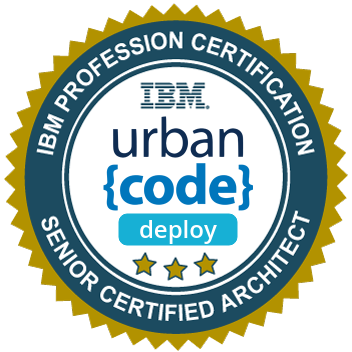 IBM PROFESSION CERTIFICATION
IBM
urban
{code}
deploy
SENIOR CERTIFIED ARCHITECT